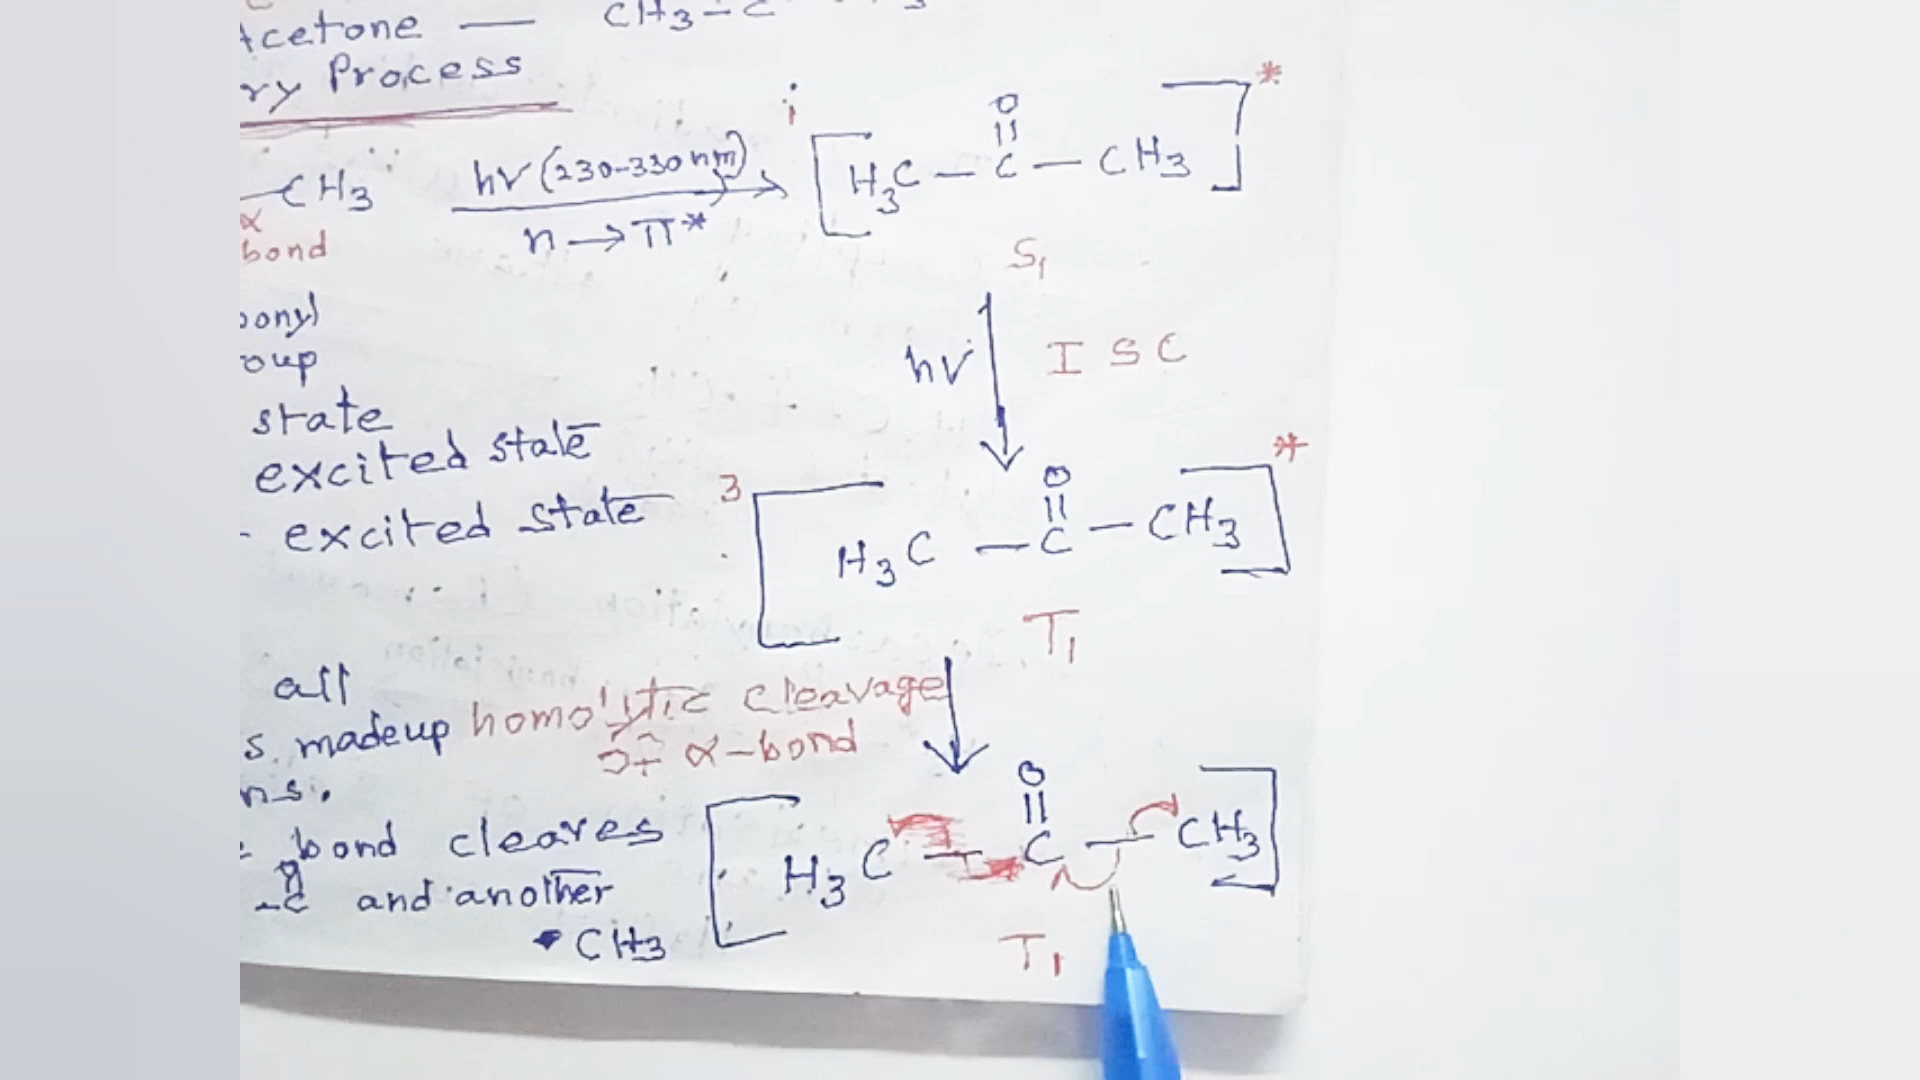 Acetone — CH3-C
ry Process
-CH3 hν (230-330 nm) 1 [H3C - C - CH3]*
O
||
n → π*
α
bond
S1
bonyl
oup
hν ISC
state
excited state
- excited state
3 [H3C - C - CH3]*
O
||
T1
all
s. madeup homolytic cleavage
of α-bond
ns.
bond cleaves
[H3C - C - CH3]
O
||
-C and another
O
||
• CH3
T1